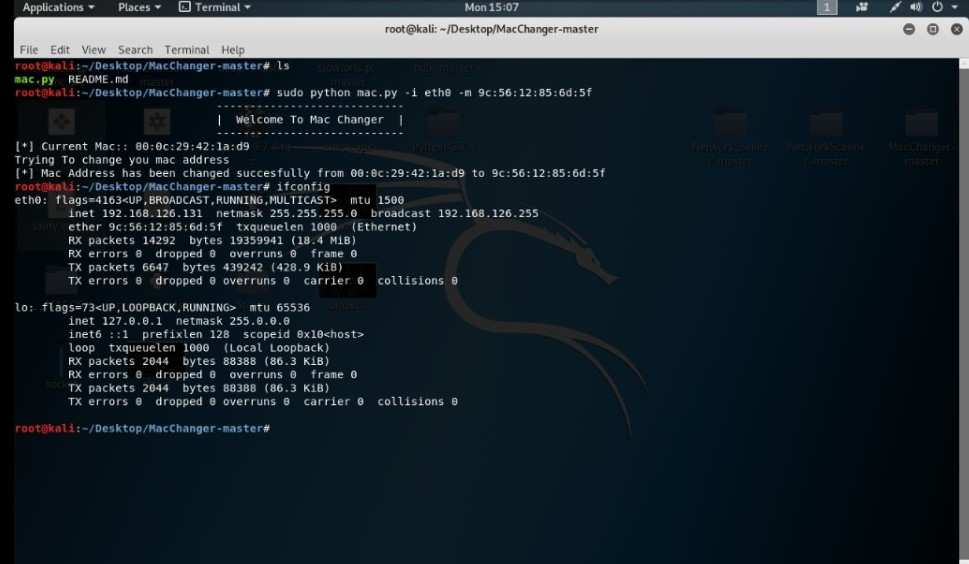 Applications Places Terminal Mon 15:07 1
root@kali: ~/Desktop/MacChanger-master
File Edit View Search Terminal Help
root@kali:~/Desktop/MacChanger-master# ls
mac.py README.md
root@kali:~/Desktop/MacChanger-master# sudo python mac.py -i eth0 -m 9c:56:12:85:6d:5f
---------------------------
| Welcome To Mac Changer |
---------------------------
[*] Current Mac:: 00:0c:29:42:1a:d9
Trying To change you mac address
[*] Mac Address has been changed succesfully from 00:0c:29:42:1a:d9 to 9c:56:12:85:6d:5f
root@kali:~/Desktop/MacChanger-master# ifconfig
eth0: flags=4163<UP,BROADCAST,RUNNING,MULTICAST> mtu 1500
inet 192.168.126.131 netmask 255.255.255.0 broadcast 192.168.126.255
ether 9c:56:12:85:6d:5f txqueuelen 1000 (Ethernet)
RX packets 14292 bytes 19359941 (18.4 MiB)
RX errors 0 dropped 0 overruns 0 frame 0
TX packets 6647 bytes 439242 (428.9 KiB)
TX errors 0 dropped 0 overruns 0 carrier 0 collisions 0
lo: flags=73<UP,LOOPBACK,RUNNING> mtu 65536
inet 127.0.0.1 netmask 255.0.0.0
inet6 ::1 prefixlen 128 scopeid 0x10<host>
loop txqueuelen 1000 (Local Loopback)
RX packets 2044 bytes 88388 (86.3 KiB)
RX errors 0 dropped 0 overruns 0 frame 0
TX packets 2044 bytes 88388 (86.3 KiB)
TX errors 0 dropped 0 overruns 0 carrier 0 collisions 0
root@kali:~/Desktop/MacChanger-master#